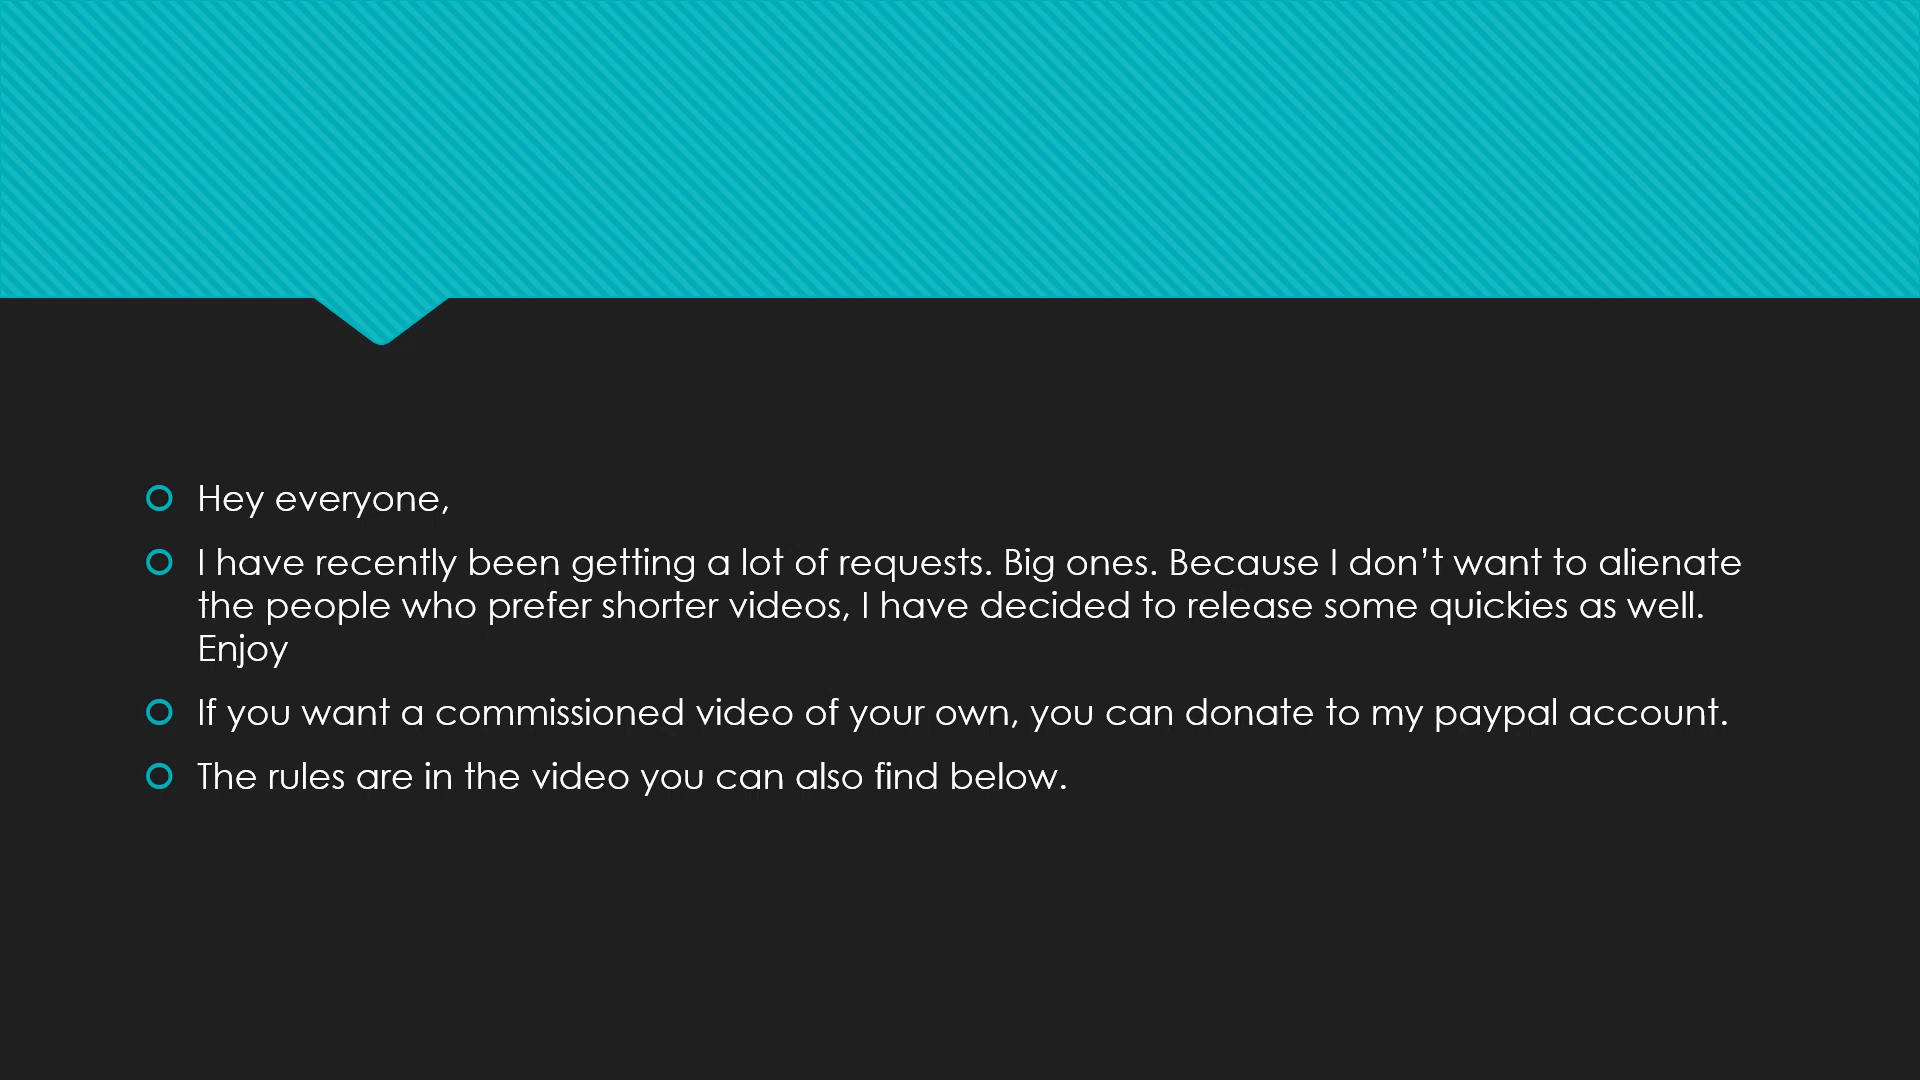 Hey everyone,
I have recently been getting a lot of requests. Big ones. Because I don’t want to alienate
the people who prefer shorter videos, I have decided to release some quickies as well.
Enjoy
If you want a commissioned video of your own, you can donate to my paypal account.
The rules are in the video you can also find below.